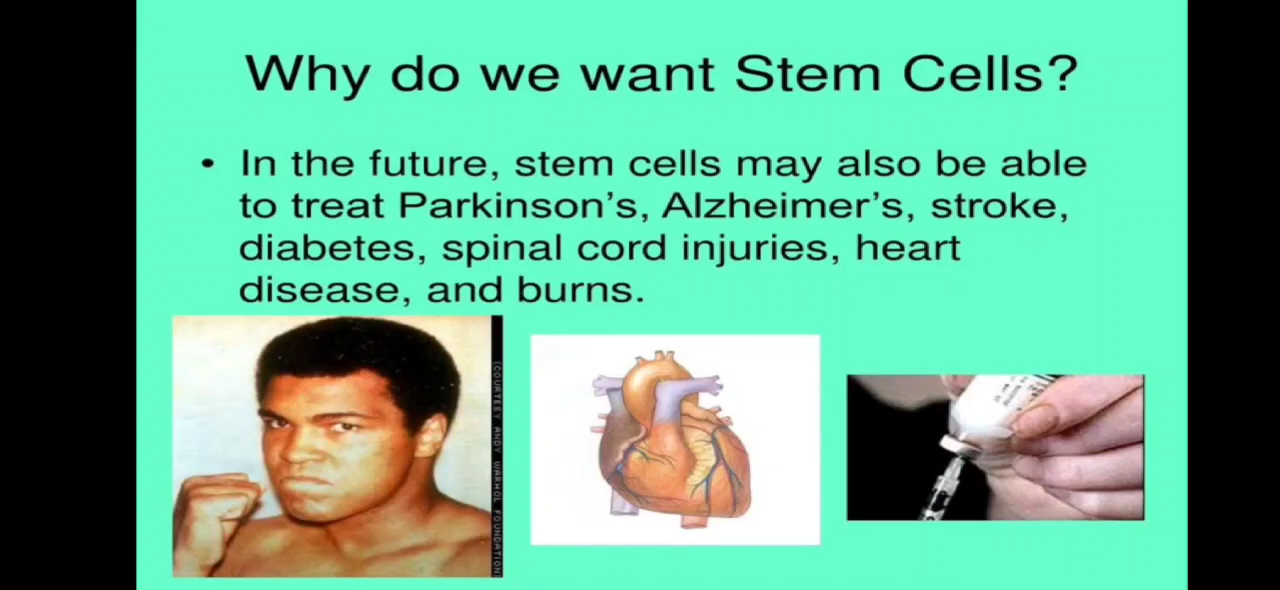 Why do we want Stem Cells?
• In the future, stem cells may also be able
to treat Parkinson's, Alzheimer's, stroke,
diabetes, spinal cord injuries, heart
disease, and burns.
(COURTESY ANDY WARHOL FOUNDATION)